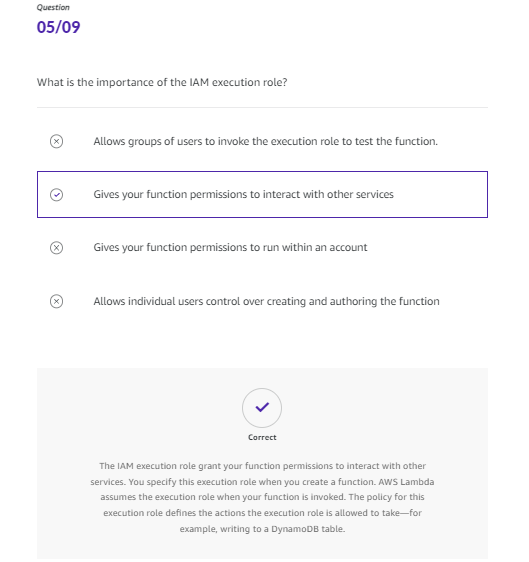 Question
05/09
What is the importance of the IAM execution role?
Allows groups of users to invoke the execution role to test the function.
Gives your function permissions to interact with other services
Gives your function permissions to run within an account
Allows individual users control over creating and authoring the function
Correct
The IAM execution role grant your function permissions to interact with other
services. You specify this execution role when you create a function. AWS Lambda
assumes the execution role when your function is invoked. The policy for this
execution role defines the actions the execution role is allowed to take—for
example, writing to a DynamoDB table.